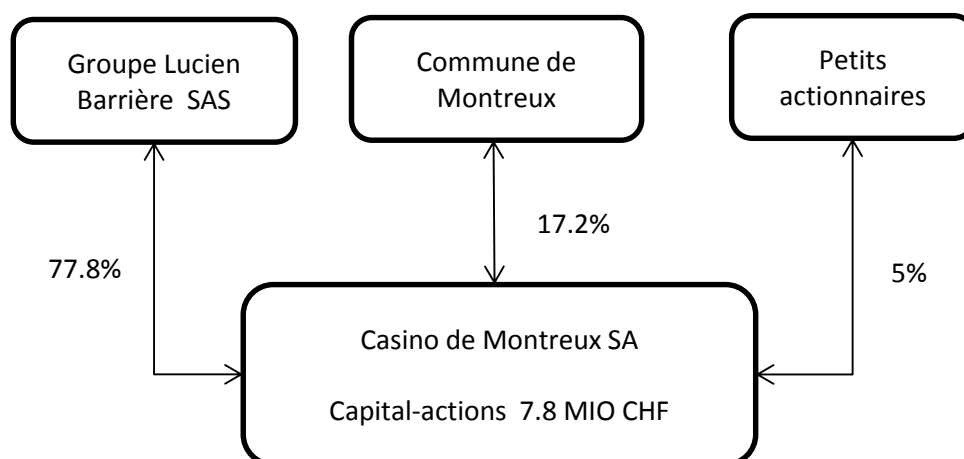 Groupe Lucien
Barrière SAS
Commune de
Montreux
Petits
actionnaires
77.8%
17.2%
5%
Casino de Montreux SA
Capital-actions 7.8 MIO CHF